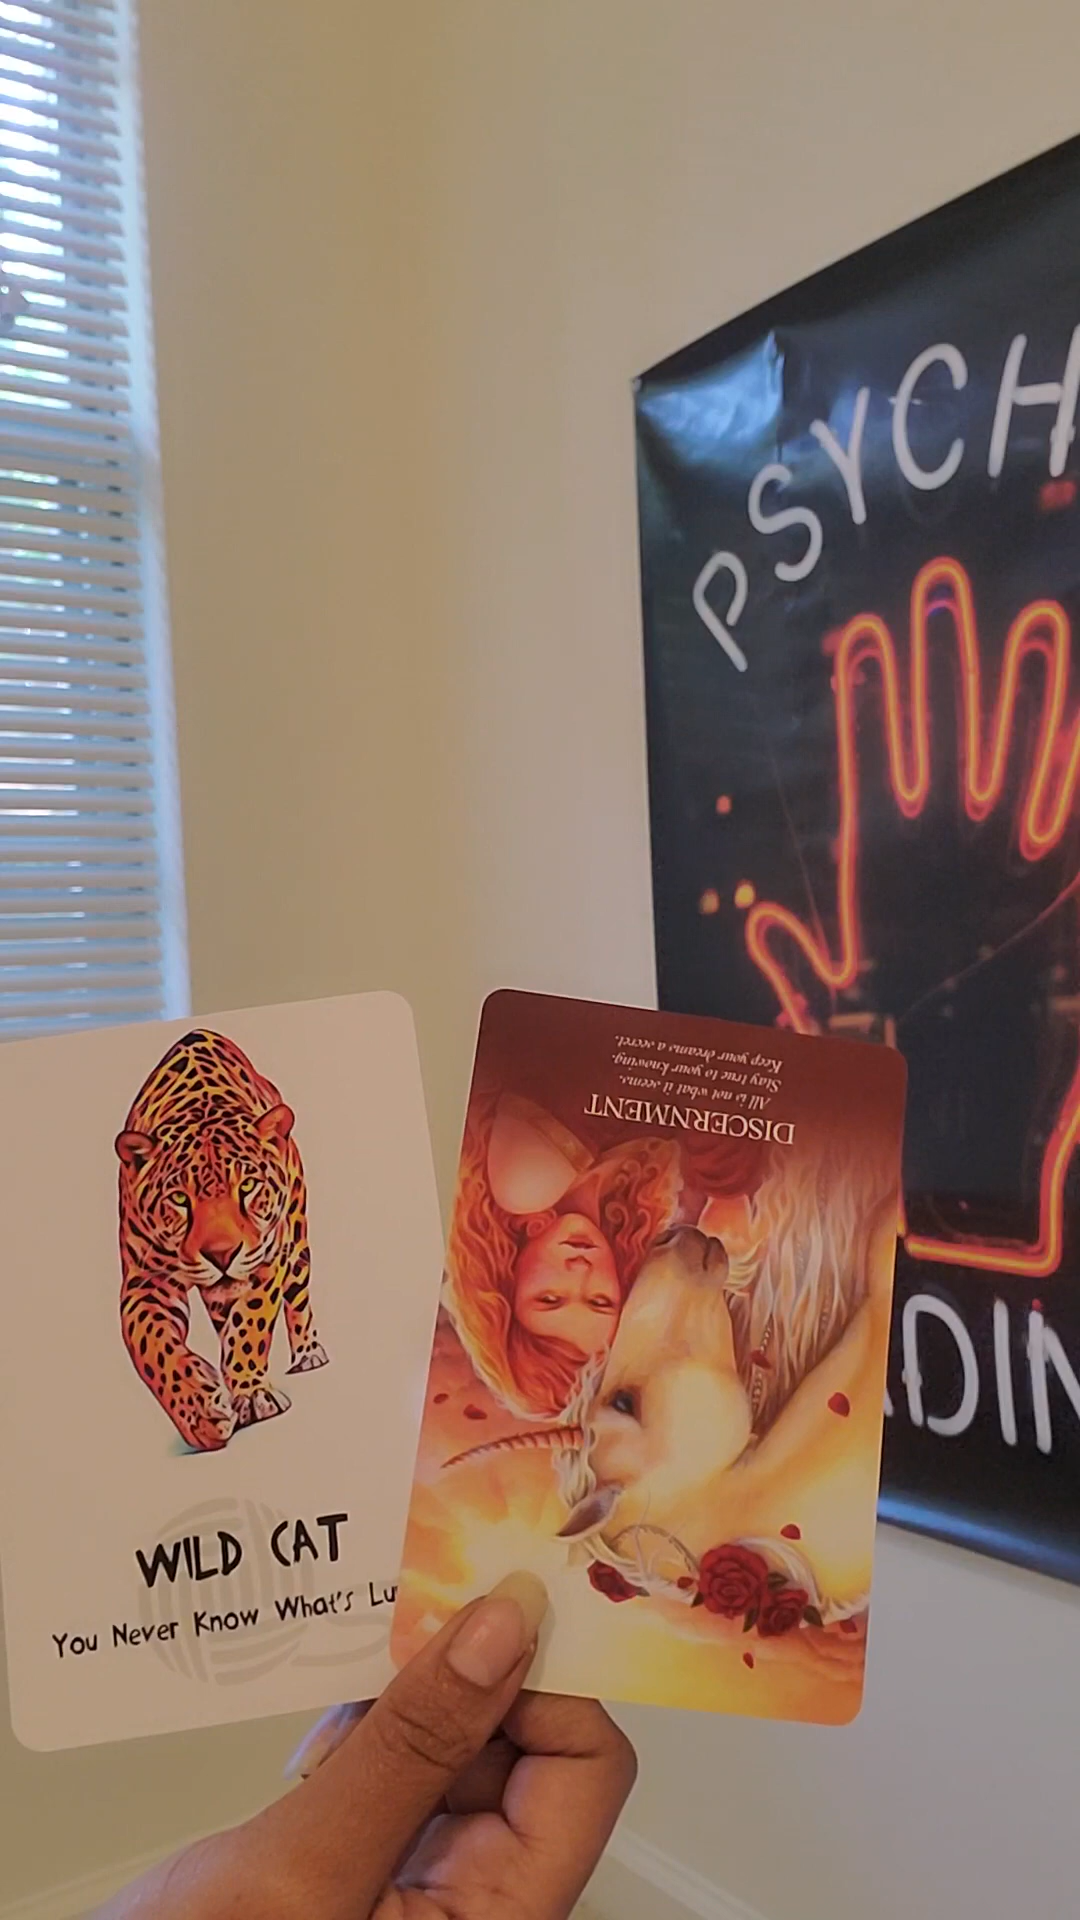 PSYCH
DIN
WILD CAT
You Never Know What's Lu
DISCERNMENT
All is not what it seems.
Stay true to your knowing.
Keep your dreams a secret.